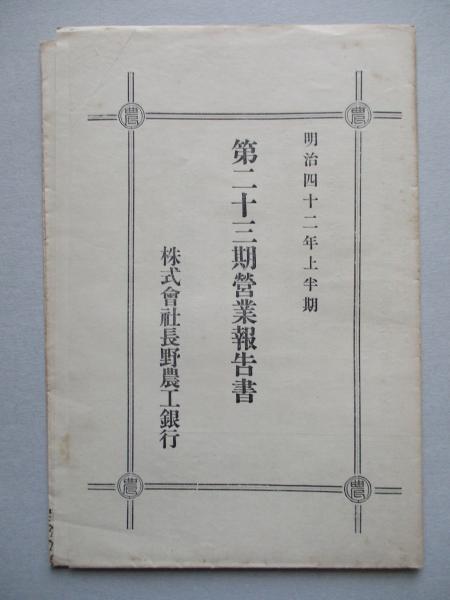 明治四十二年上半期
第二十三期營業報告書
株式會社長野農工銀行
農
農
農
農